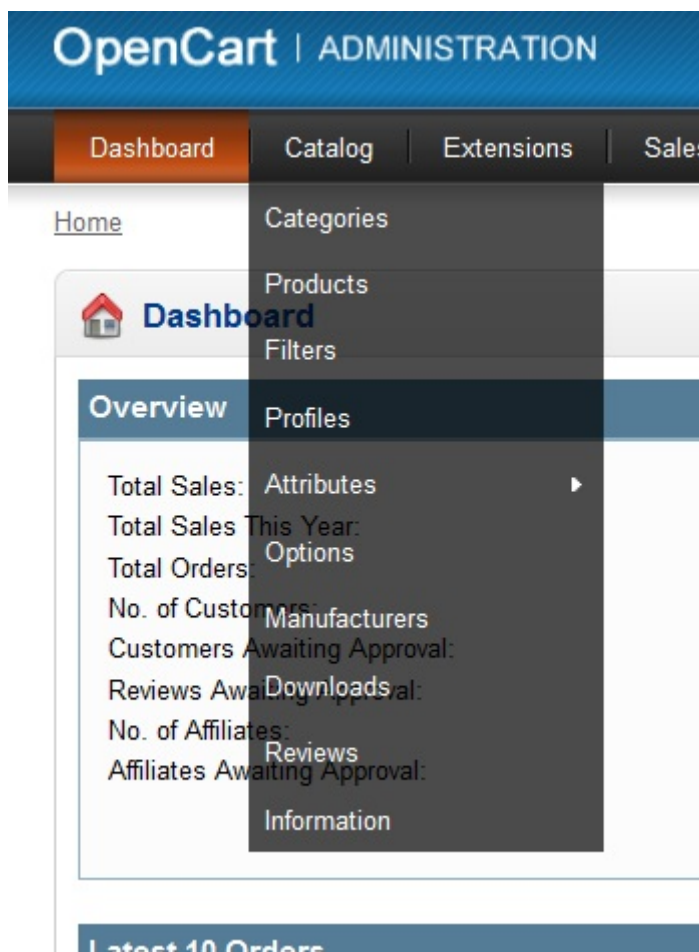 OpenCart | ADMINISTRATION
Dashboard Catalog Extensions Sales
Home
Categories
Products
Dashboard
Filters
Overview
Profiles
Total Sales:
Attributes
Total Sales This Year:
Options
Total Orders:
No. of Customers:
Manufacturers
Customers Awaiting Approval:
Downloads
Reviews Awaiting Approval:
No. of Affiliates:
Reviews
Affiliates Awaiting Approval:
Information
Latest 10 Orders